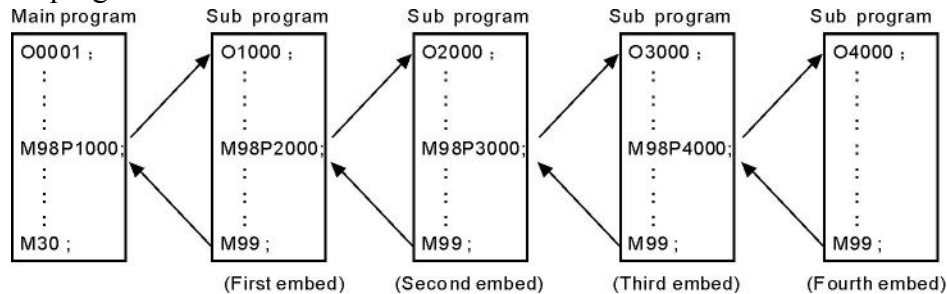 Main program
O0001 ;
:
:
:
M98P1000;
:
:
:
M30 ;
Sub program
O1000 ;
:
:
:
M98P2000;
:
:
:
M99 ;
(First embed)
Sub program
O2000 ;
:
:
:
M98P3000;
:
:
:
M99 ;
(Second embed)
Sub program
O3000 ;
:
:
:
M98P4000;
:
:
:
M99 ;
(Third embed)
Sub program
O4000 ;
:
:
:
:
:
:
:
M99 ;
(Fourth embed)